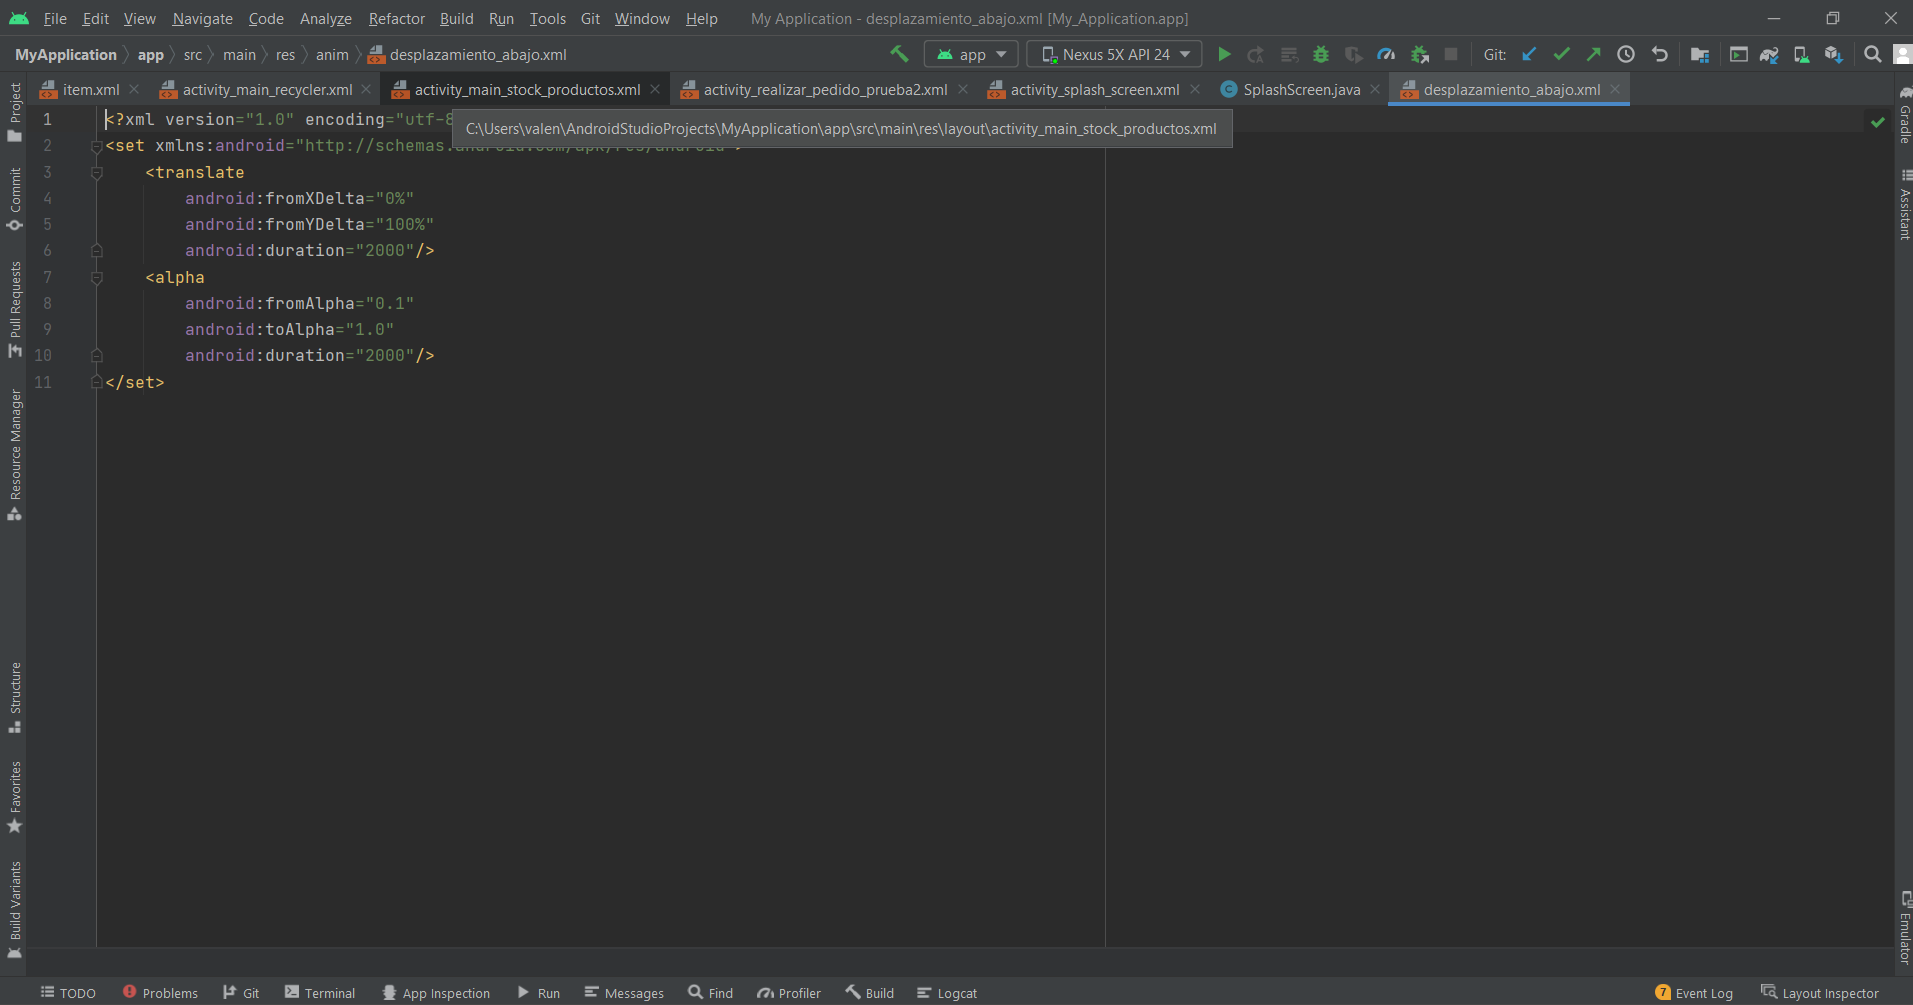 File Edit View Navigate Code Analyze Refactor Build Run Tools Git Window Help My Application - desplazamiento_abajo.xml [My_Application.app]
MyApplication app src main res anim desplazamiento_abajo.xml app Nexus 5X API 24 Git:
item.xml activity_main_recycler.xml activity_main_stock_productos.xml activity_realizar_pedido_prueba2.xml activity_splash_screen.xml SplashScreen.java desplazamiento_abajo.xml
1 <?xml version="1.0" encoding="utf-8
C:\Users\valen\AndroidStudioProjects\MyApplication\app\src\main\res\layout\activity_main_stock_productos.xml
2 <set xmlns:android="http://schemas.android.com/apk/res/android">
3 <translate
4 android:fromXDelta="0%"
5 android:fromYDelta="100%"
6 android:duration="2000"/>
7 <alpha
8 android:fromAlpha="0.1"
9 android:toAlpha="1.0"
10 android:duration="2000"/>
11 </set>
Project
Commit
Pull Requests
Resource Manager
Structure
Favorites
Build Variants
Gradle
Assistant
Emulator
TODO Problems Git Terminal App Inspection Run Messages Find Profiler Build Logcat 7 Event Log Layout Inspector